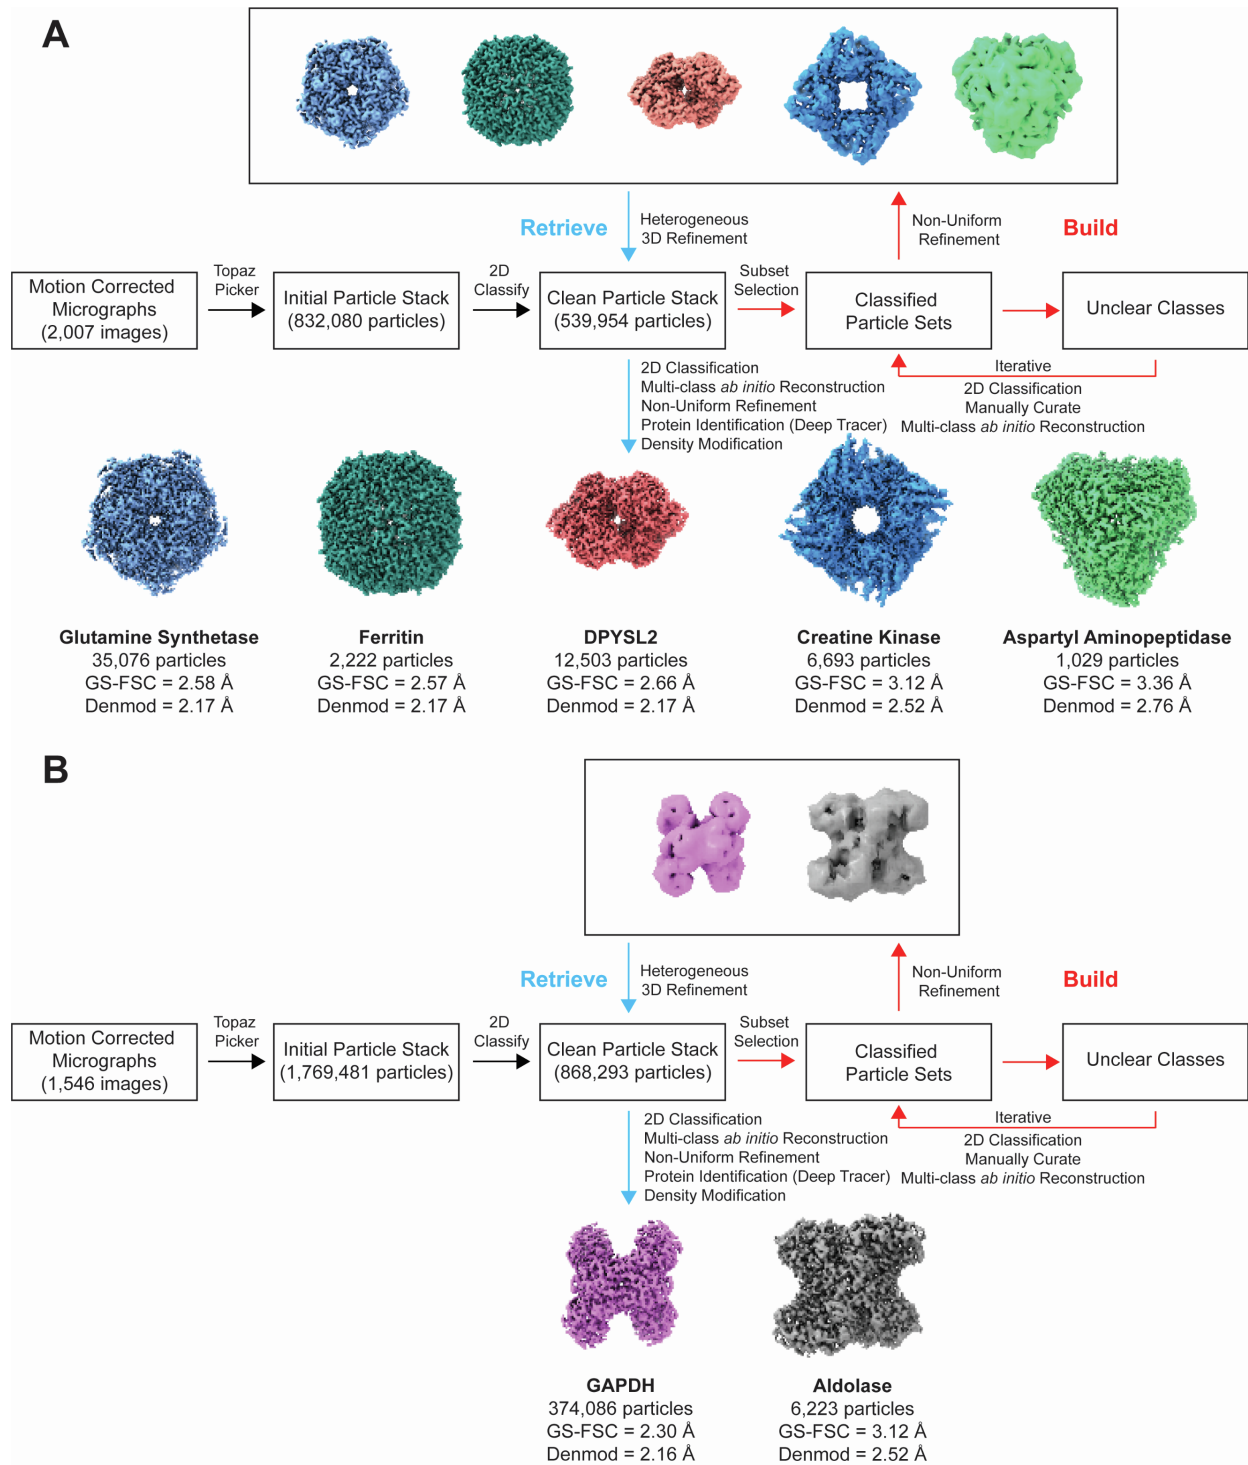 A
Retrieve
Heterogeneous
3D Refinement
Non-Uniform
Refinement
Build
Motion Corrected
Micrographs
(2,007 images)
Topaz
Picker
Initial Particle Stack
(832,080 particles)
2D
Classify
Clean Particle Stack
(539,954 particles)
Subset
Selection
Classified
Particle Sets
Unclear Classes
2D Classification
Multi-class ab initio Reconstruction
Non-Uniform Refinement
Protein Identification (Deep Tracer)
Density Modification
Iterative
2D Classification
Manually Curate
Multi-class ab initio Reconstruction
Glutamine Synthetase
35,076 particles
GS-FSC = 2.58 Å
Denmod = 2.17 Å
Ferritin
2,222 particles
GS-FSC = 2.57 Å
Denmod = 2.17 Å
DPYSL2
12,503 particles
GS-FSC = 2.66 Å
Denmod = 2.17 Å
Creatine Kinase
6,693 particles
GS-FSC = 3.12 Å
Denmod = 2.52 Å
Aspartyl Aminopeptidase
1,029 particles
GS-FSC = 3.36 Å
Denmod = 2.76 Å
B
Retrieve
Heterogeneous
3D Refinement
Non-Uniform
Refinement
Build
Motion Corrected
Micrographs
(1,546 images)
Topaz
Picker
Initial Particle Stack
(1,769,481 particles)
2D
Classify
Clean Particle Stack
(868,293 particles)
Subset
Selection
Classified
Particle Sets
Unclear Classes
2D Classification
Multi-class ab initio Reconstruction
Non-Uniform Refinement
Protein Identification (Deep Tracer)
Density Modification
Iterative
2D Classification
Manually Curate
Multi-class ab initio Reconstruction
GAPDH
374,086 particles
GS-FSC = 2.30 Å
Denmod = 2.16 Å
Aldolase
6,223 particles
GS-FSC = 3.12 Å
Denmod = 2.52 Å